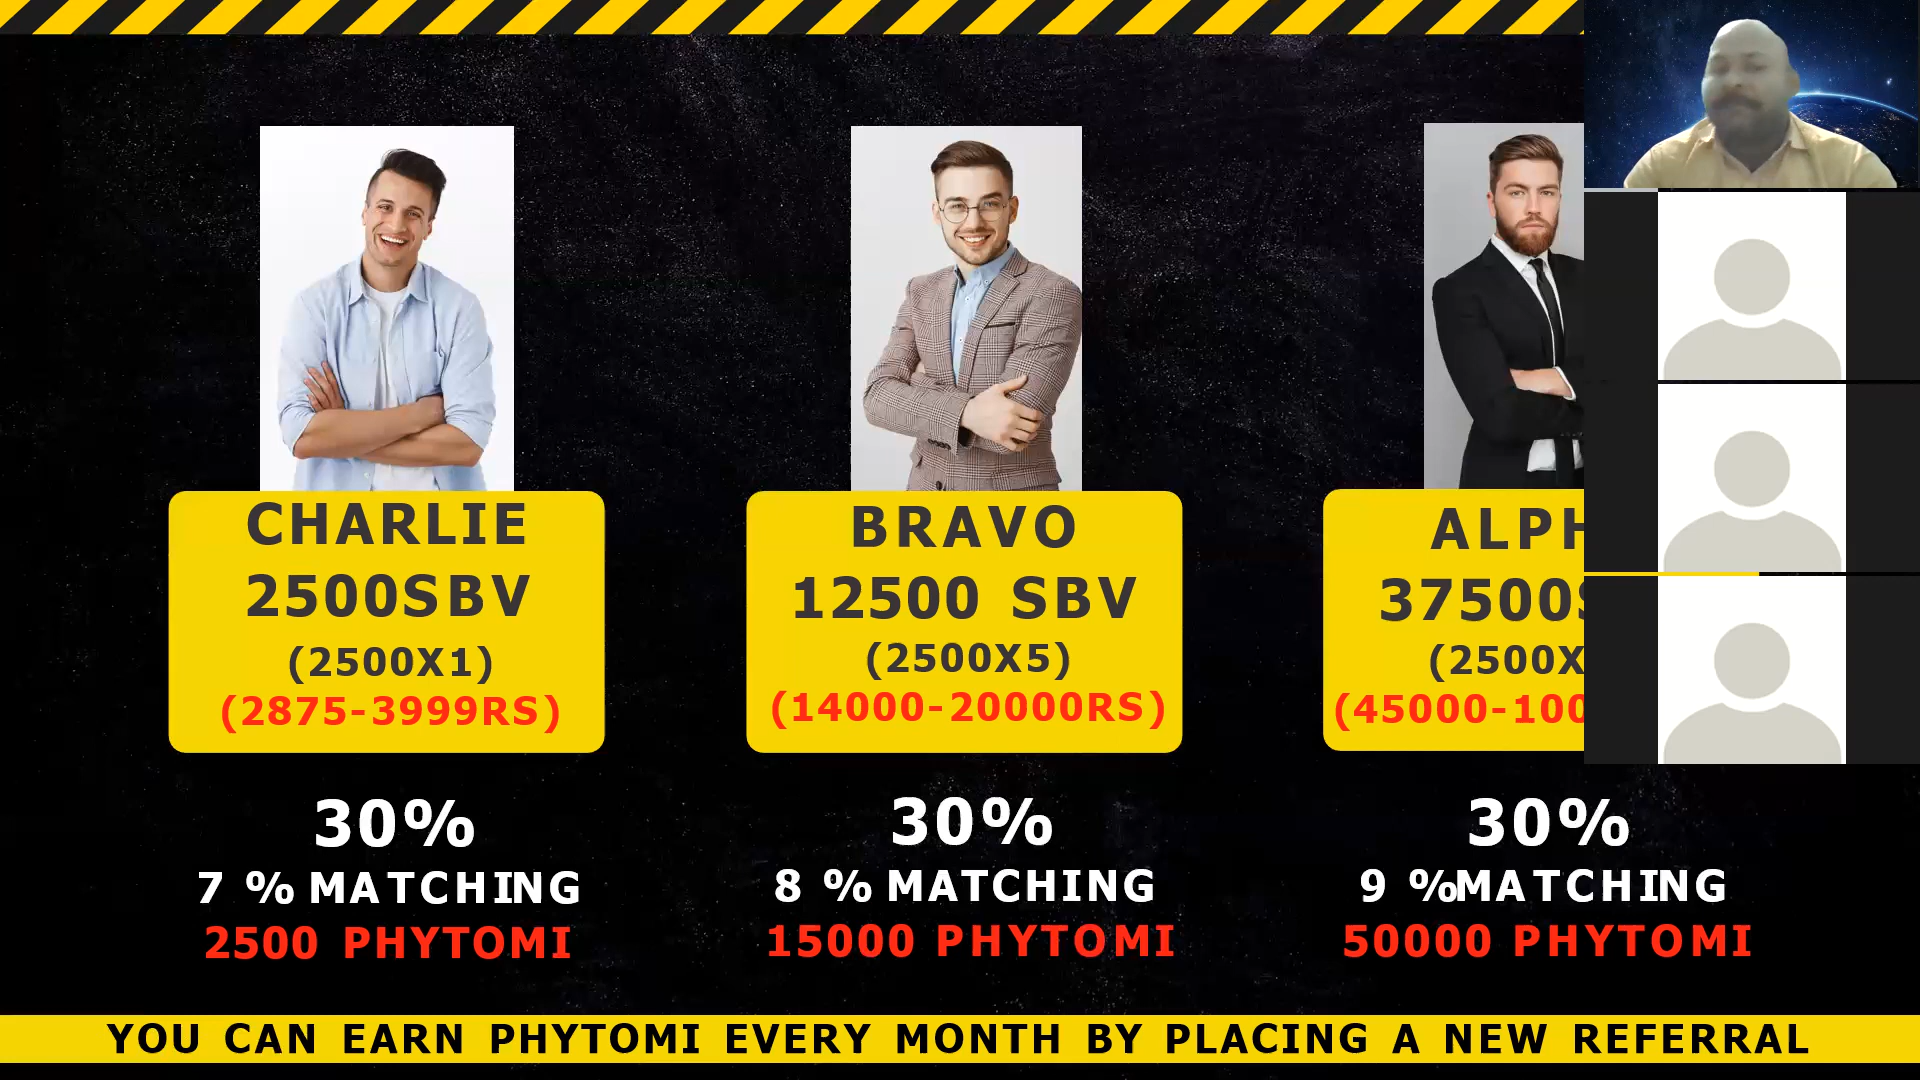 CHARLIE
2500SBV
(2500X1)
(2875-3999RS)
30%
7 % MATCHING
2500 PHYTOMI
BRAVO
12500 SBV
(2500X5)
(14000-20000RS)
30%
8 % MATCHING
15000 PHYTOMI
ALPH
37500S
(2500X
(45000-100
30%
9 %MATCHING
50000 PHYTOMI
YOU CAN EARN PHYTOMI EVERY MONTH BY PLACING A NEW REFERRAL